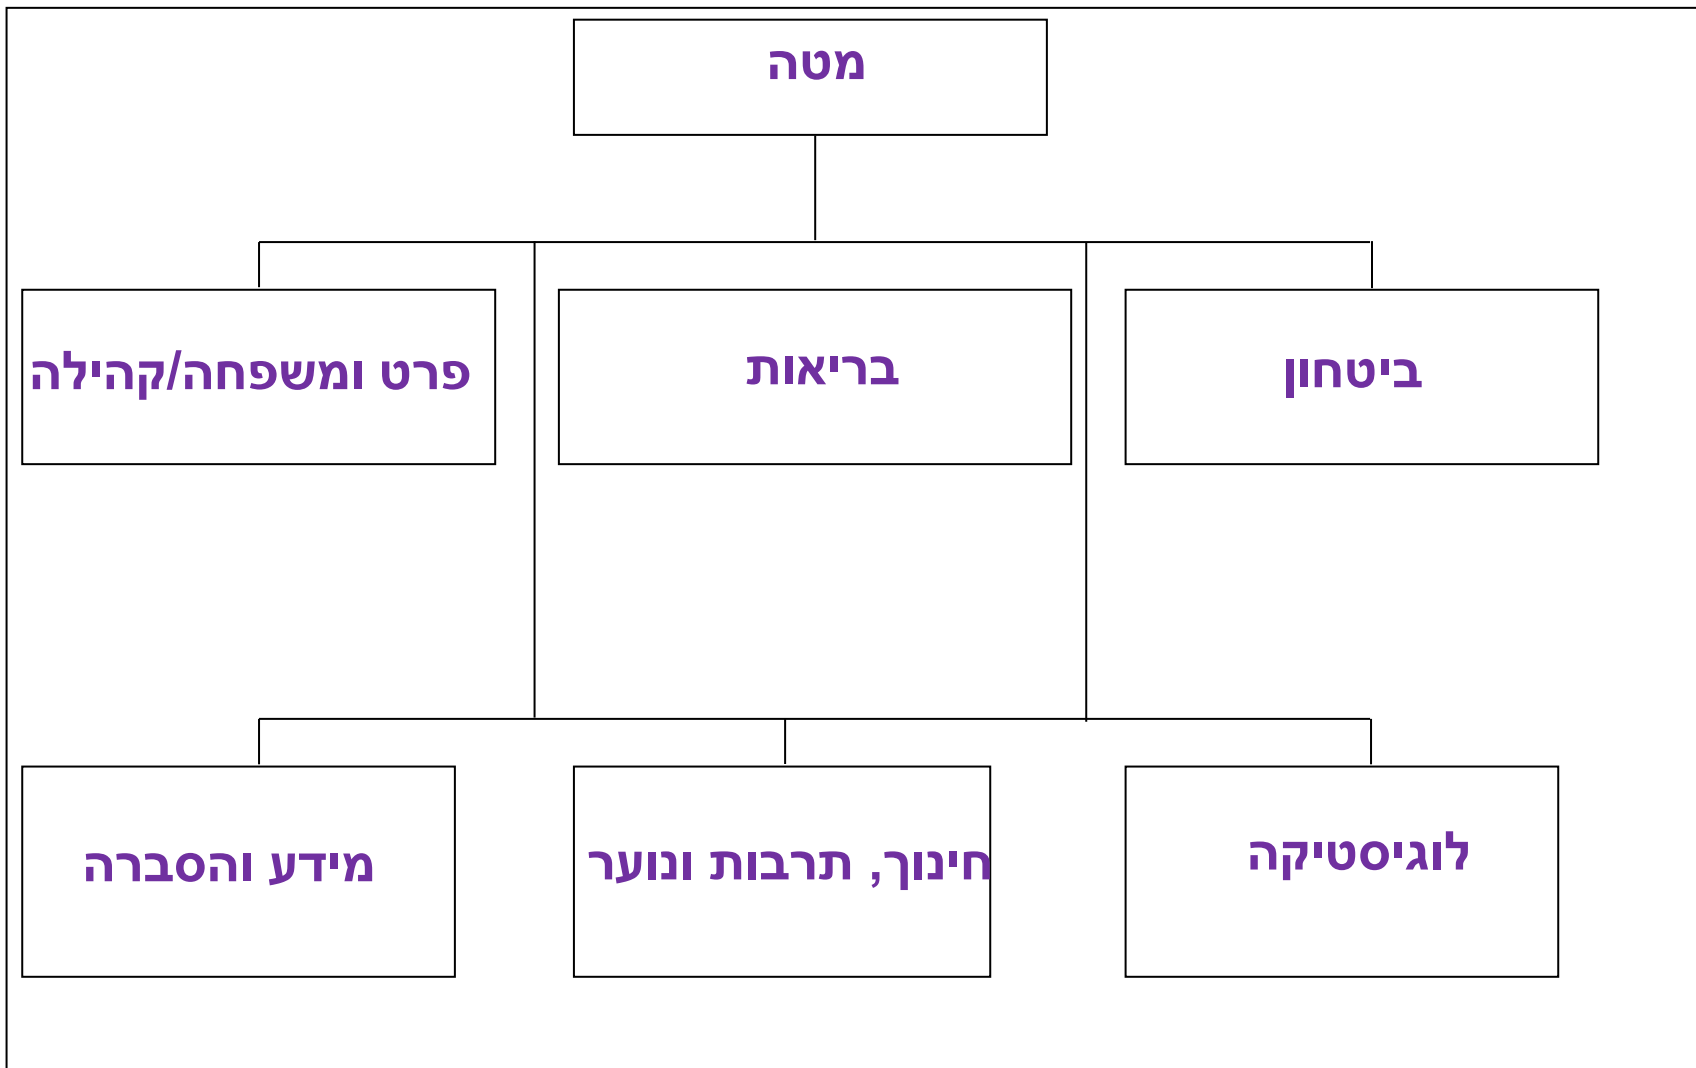 מטה
ביטחון
בריאות
פרט ומשפחה/קהילה
לוגיסטיקה
חינוך, תרבות ונוער
מידע והסברה